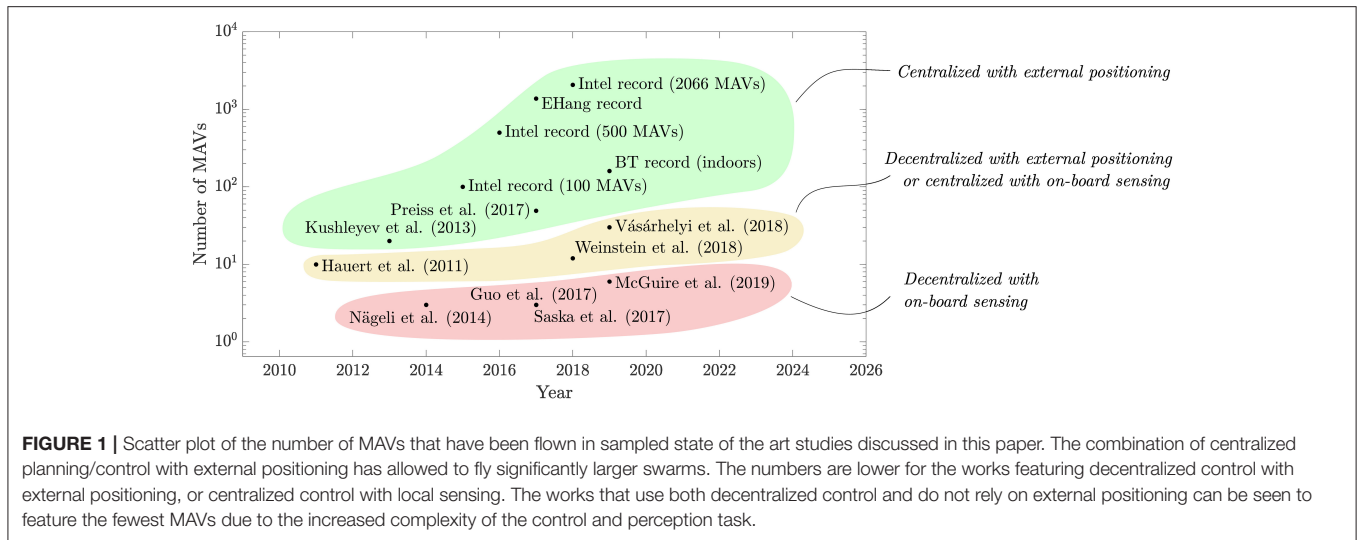 10^4
10^3
10^2
10^1
10^0
Number of MAVs
Intel record (2066 MAVs)
EHang record
Intel record (500 MAVs)
BT record (indoors)
Intel record (100 MAVs)
Preiss et al. (2017)
Kushleyev et al. (2013)
Vásárhelyi et al. (2018)
Weinstein et al. (2018)
Hauert et al. (2011)
McGuire et al. (2019)
Guo et al. (2017)
Nägeli et al. (2014)
Saska et al. (2017)
2010 2012 2014 2016 2018 2020 2022 2024 2026
Year
Centralized with external positioning
Decentralized with external positioning
or centralized with on-board sensing
Decentralized with
on-board sensing
FIGURE 1 | Scatter plot of the number of MAVs that have been flown in sampled state of the art studies discussed in this paper. The combination of centralized
planning/control with external positioning has allowed to fly significantly larger swarms. The numbers are lower for the works featuring decentralized control with
external positioning, or centralized control with local sensing. The works that use both decentralized control and do not rely on external positioning can be seen to
feature the fewest MAVs due to the increased complexity of the control and perception task.